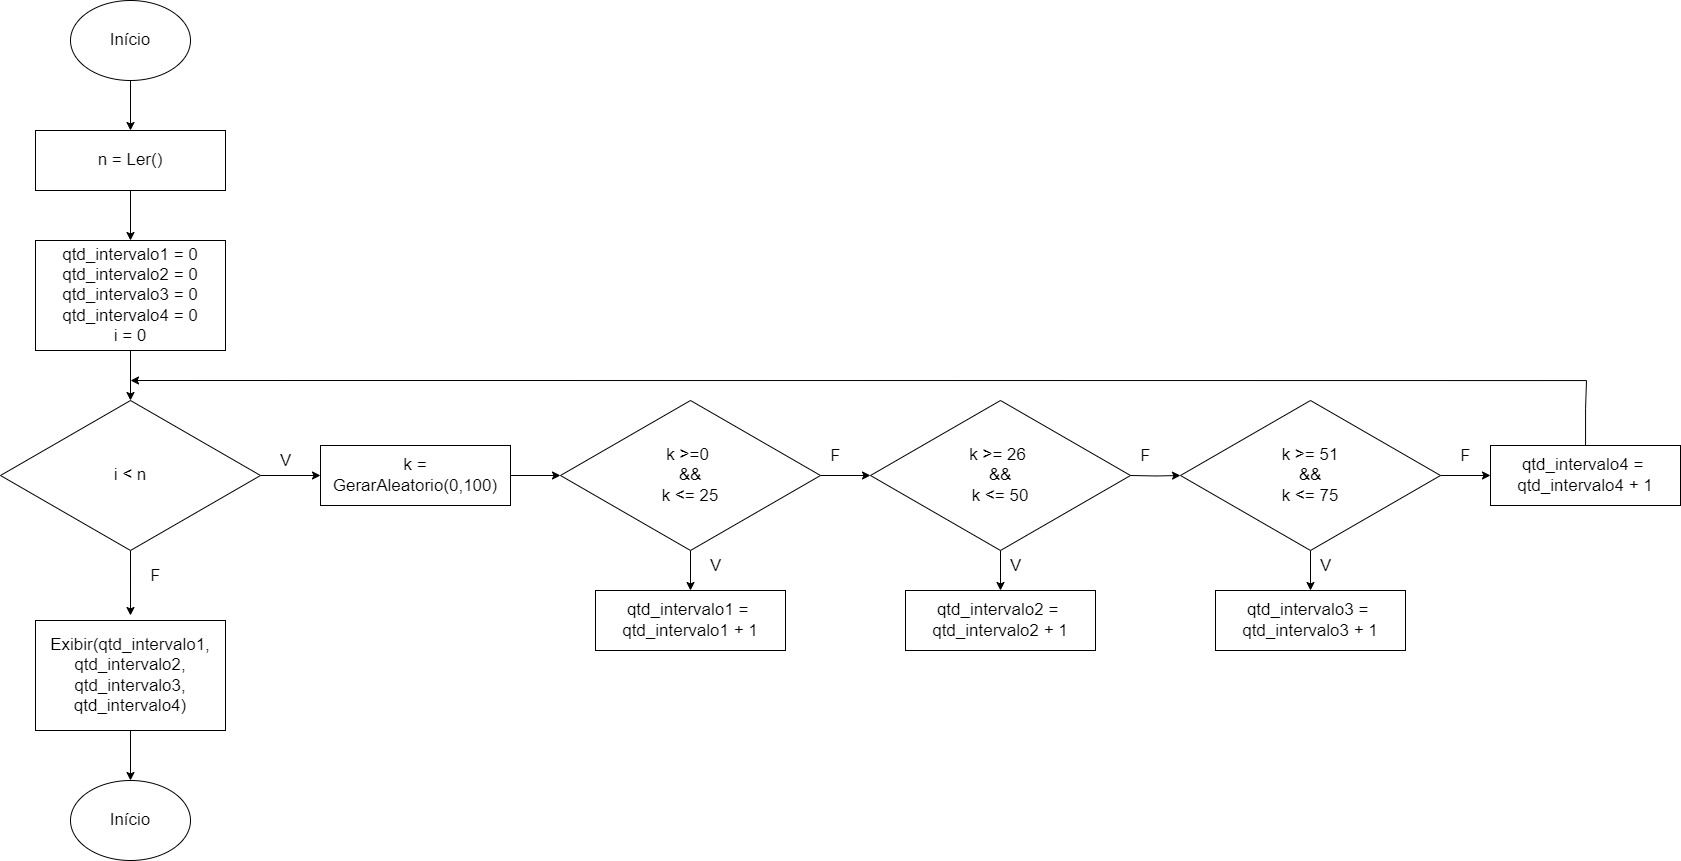 Início
n = Ler()
qtd_intervalo1 = 0
qtd_intervalo2 = 0
qtd_intervalo3 = 0
qtd_intervalo4 = 0
i = 0
i < n
V
k =
GerarAleatorio(0,100)
k >=0
&&
k <= 25
F
k >= 26
&&
k <= 50
F
k >= 51
&&
k <= 75
F
qtd_intervalo4 =
qtd_intervalo4 + 1
F
V
V
V
qtd_intervalo1 =
qtd_intervalo1 + 1
qtd_intervalo2 =
qtd_intervalo2 + 1
qtd_intervalo3 =
qtd_intervalo3 + 1
Exibir(qtd_intervalo1,
qtd_intervalo2,
qtd_intervalo3,
qtd_intervalo4)
Início